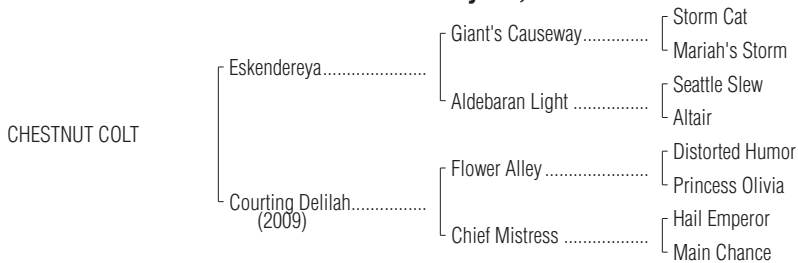 Storm Cat
Giant's Causeway..............
Mariah's Storm
Eskendereya......................
Seattle Slew
Aldebaran Light ................
Altair
CHESTNUT COLT
Distorted Humor
Flower Alley......................
Princess Olivia
Courting Delilah................
(2009)
Hail Emperor
Chief Mistress ..................
Main Chance